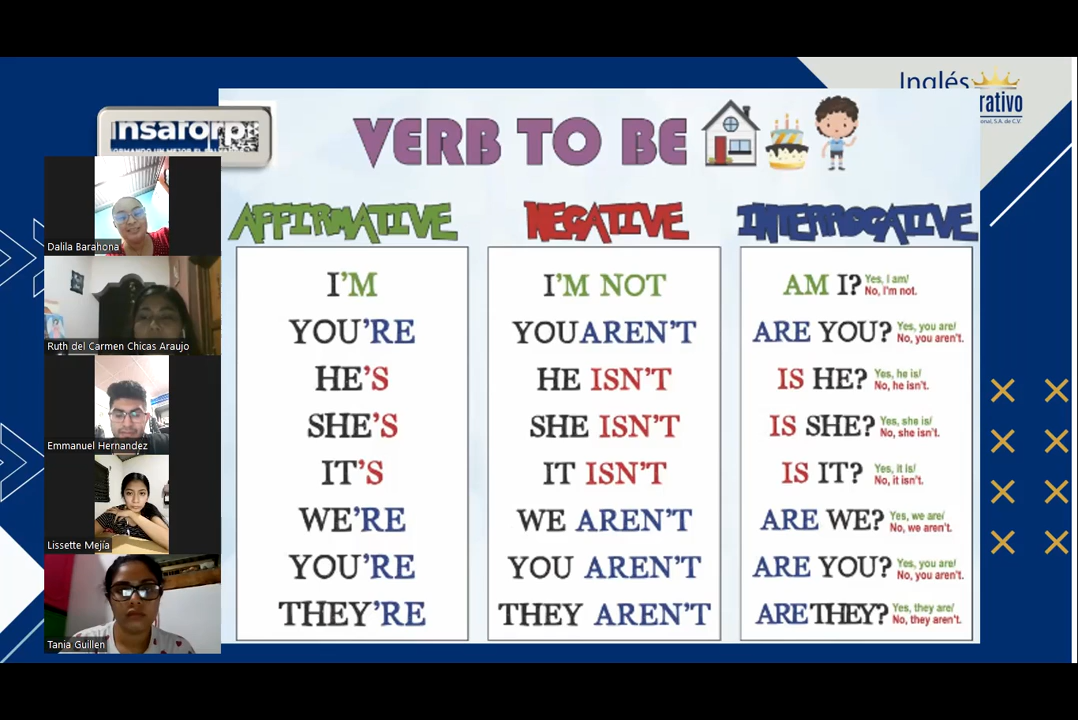 Inglés
rativo
onal, S.A. de C.V.
nsaforp
VERB TO BE
AFFIRMATIVE
I'M
YOU'RE
HE'S
SHE'S
IT'S
WE'RE
YOU'RE
THEY'RE
NEGATIVE
I'M NOT
YOU AREN'T
HE ISN'T
SHE ISN'T
IT ISN'T
WE AREN'T
YOU AREN'T
THEY AREN'T
INTERROGATIVE
AM I? Yes, I am/
No, I'm not.
ARE YOU? Yes, you are/
No, you aren't.
IS HE? Yes, he is/
No, he isn't.
IS SHE? Yes, she is/
No, she isn't.
IS IT? Yes, it is/
No, it isn't.
ARE WE? Yes, we are/
No, we aren't.
ARE YOU? Yes, you are/
No, you aren't.
ARE THEY? Yes, they are/
No, they aren't.
Dalila Barahona
Ruth del Carmen Chicas Araujo
Emmanuel Hernandez
Lissette Mejía
Tania Guillen